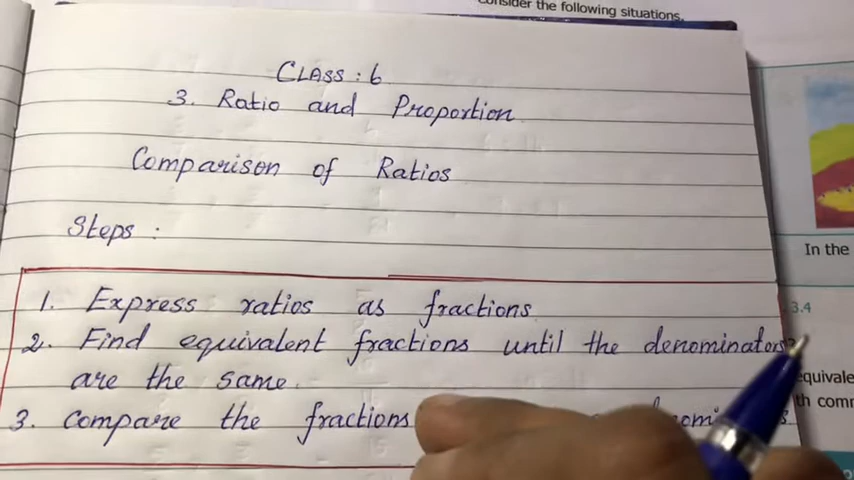 Consider the following situations.
CLASS : 6
3. Ratio and Proportion
Comparison of Ratios
Steps :
In the
1. Express ratios as fractions
3.4
2. Find equivalent fractions until the denominators
are the same.
equivale
th comm
3. Compare the fractions